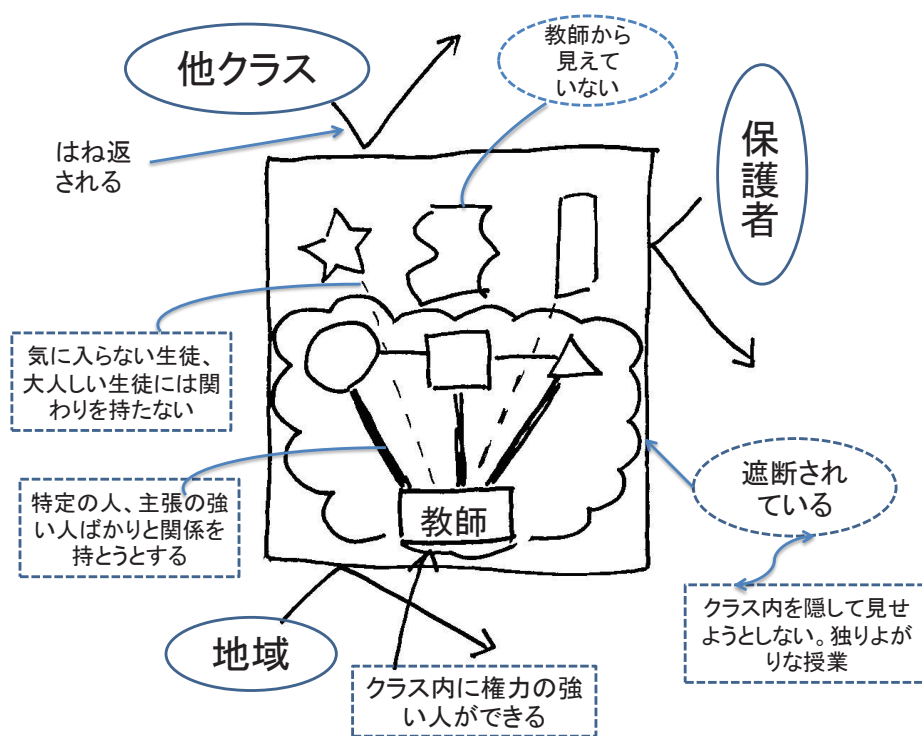 他クラス
教師から
見えて
いない
保護者
はね返
される
気に入らない生徒、
大人しい生徒には関
わりを持たない
特定の人、主張の強
い人ばかりと関係を
持とうとする
教師
遮断され
ている
クラス内を隠して見せ
ようとしない。独りよが
りな授業
地域
クラス内に権力の強
い人ができる